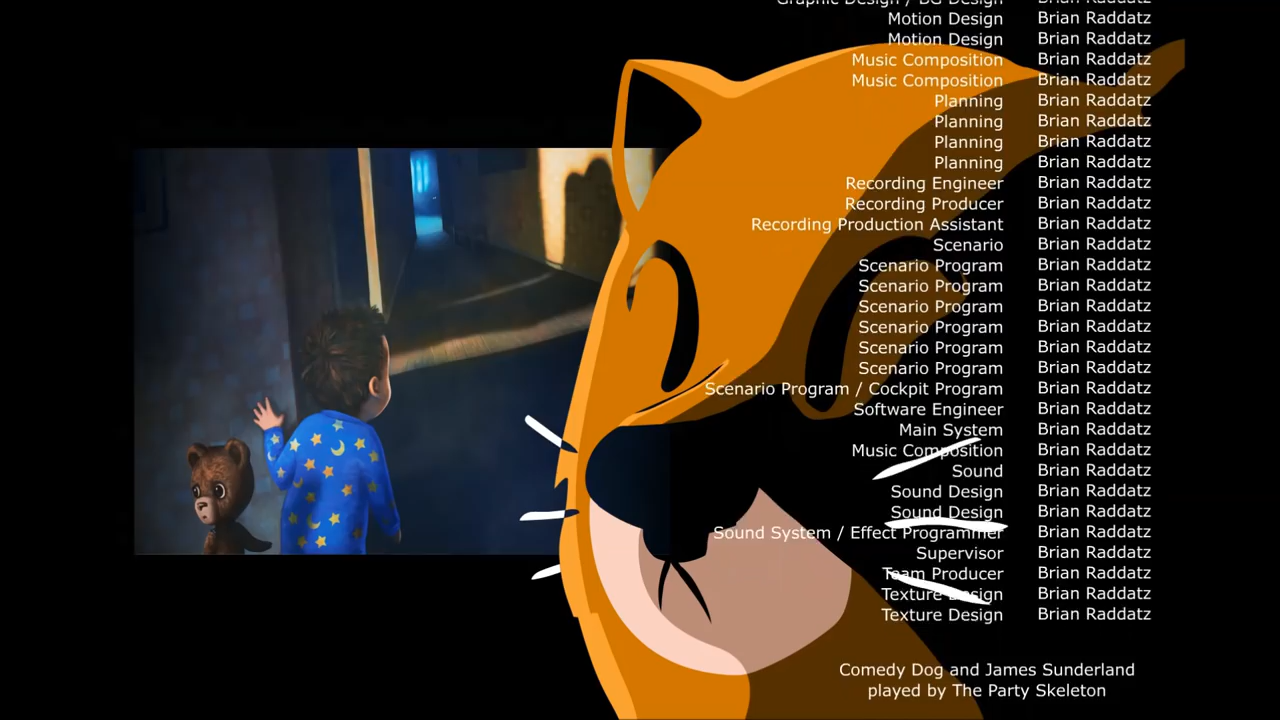 Graphic Design / BG Design Brian Raddatz
Motion Design Brian Raddatz
Motion Design Brian Raddatz
Music Composition Brian Raddatz
Music Composition Brian Raddatz
Planning Brian Raddatz
Planning Brian Raddatz
Planning Brian Raddatz
Planning Brian Raddatz
Recording Engineer Brian Raddatz
Recording Producer Brian Raddatz
Recording Production Assistant Brian Raddatz
Scenario Brian Raddatz
Scenario Program Brian Raddatz
Scenario Program Brian Raddatz
Scenario Program Brian Raddatz
Scenario Program Brian Raddatz
Scenario Program Brian Raddatz
Scenario Program Brian Raddatz
Scenario Program / Cockpit Program Brian Raddatz
Software Engineer Brian Raddatz
Main System Brian Raddatz
Music Composition Brian Raddatz
Sound Brian Raddatz
Sound Design Brian Raddatz
Sound Design Brian Raddatz
Sound System / Effect Programmer Brian Raddatz
Supervisor Brian Raddatz
Team Producer Brian Raddatz
Texture Design Brian Raddatz
Texture Design Brian Raddatz
Comedy Dog and James Sunderland
played by The Party Skeleton